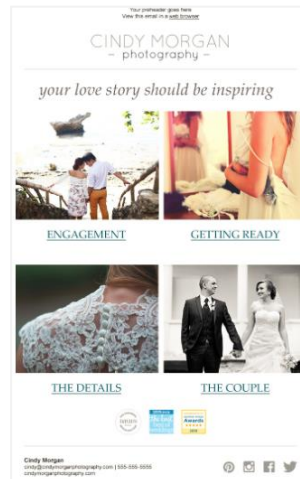 Your preheader goes here
View this email in a web browser
CINDY MORGAN
– photography –
your love story should be inspiring
ENGAGEMENT
GETTING READY
THE DETAILS
THE COUPLE
Cindy Morgan
cindy@cindymorganphotography.com | 555-555-5555
cindymorganphotography.com